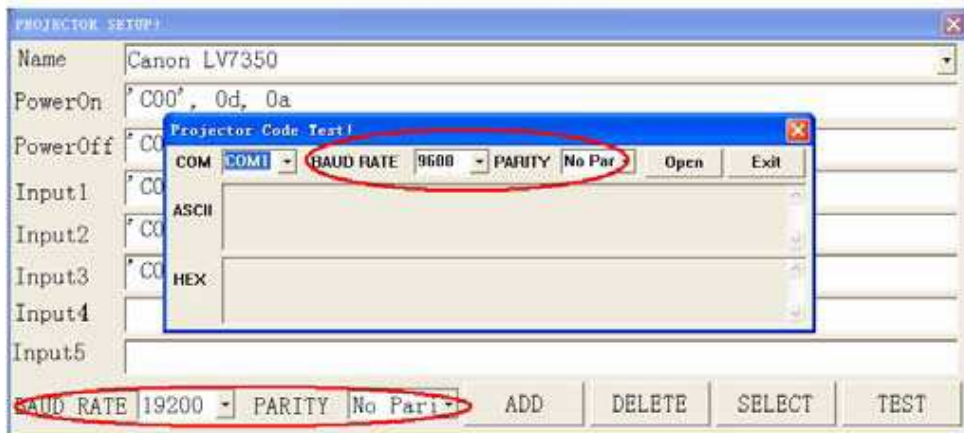 PROJECTOR SETUP!
Name Canon LV7350
PowerOn 'C00', 0d, 0a
Projector Code Test!
PowerOff 'C0
COM COM1 BAUD RATE 9600 PARITY No Par Open Exit
Input1 'C0
ASCII
Input2 'C0
Input3 'C0
HEX
Input4
Input5
BAUD RATE 19200 PARITY No Pari ADD DELETE SELECT TEST